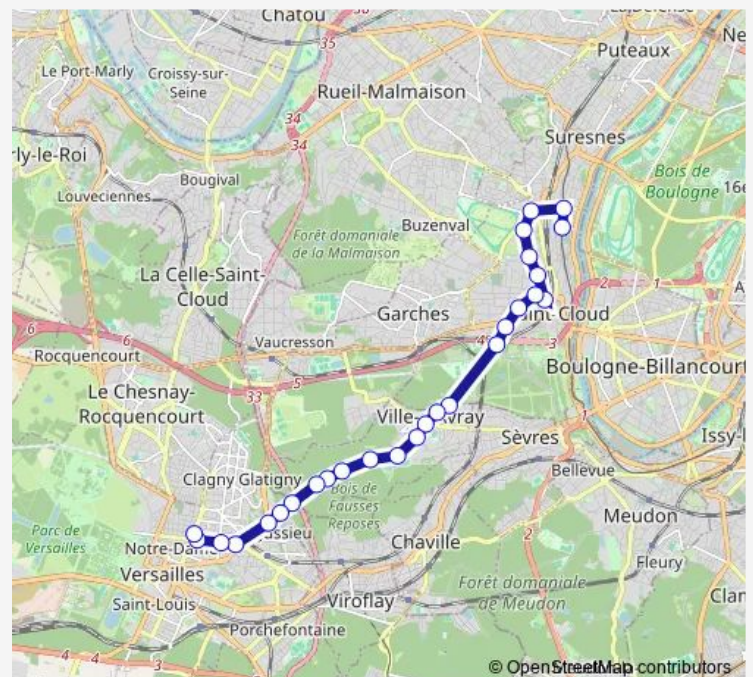 Chatou
La Défense
Ne
35
Puteaux
Le Port-Marly
Croissy-sur-
Seine
Rueil-Malmaison
34
34
Suresnes
rly-le-Roi
Bois de
Boulogne
16e
Bougival
Louveciennes
Buzenval
Forêt domaniale
de la Malmaison
La Celle-Saint-
Cloud
2
1
A
Garches
int-Cloud
6
6
4
3
Vaucresson
Rocquencourt
5
33
Boulogne-Billancourt
Le Chesnay-
Rocquencourt
Ville- vray
1
Sèvres
Issy-l
Bellevue
Clagny Glatigny
Bois de
Fausses
Reposes
Meudon
Parc de
Versailles
Notre-Dam
ssieu
Chaville
2
Fleury
Versailles
Forêt domaniale
de Meudon
Clar
Saint-Louis
Viroflay
Porchefontaine
4
4
3
© OpenStreetMap contributors